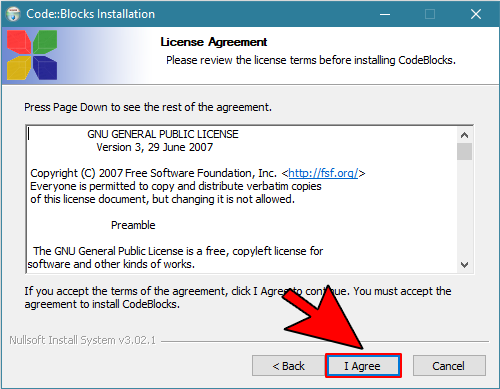 Code::Blocks Installation
License Agreement
Please review the license terms before installing CodeBlocks.
Press Page Down to see the rest of the agreement.
GNU GENERAL PUBLIC LICENSE
Version 3, 29 June 2007
Copyright (C) 2007 Free Software Foundation, Inc. <http://fsf.org/>
Everyone is permitted to copy and distribute verbatim copies
of this license document, but changing it is not allowed.
Preamble
The GNU General Public License is a free, copyleft license for
software and other kinds of works.
If you accept the terms of the agreement, click I Agree to continue. You must accept the
agreement to install CodeBlocks.
Nullsoft Install System v3.02.1
< Back
I Agree
Cancel